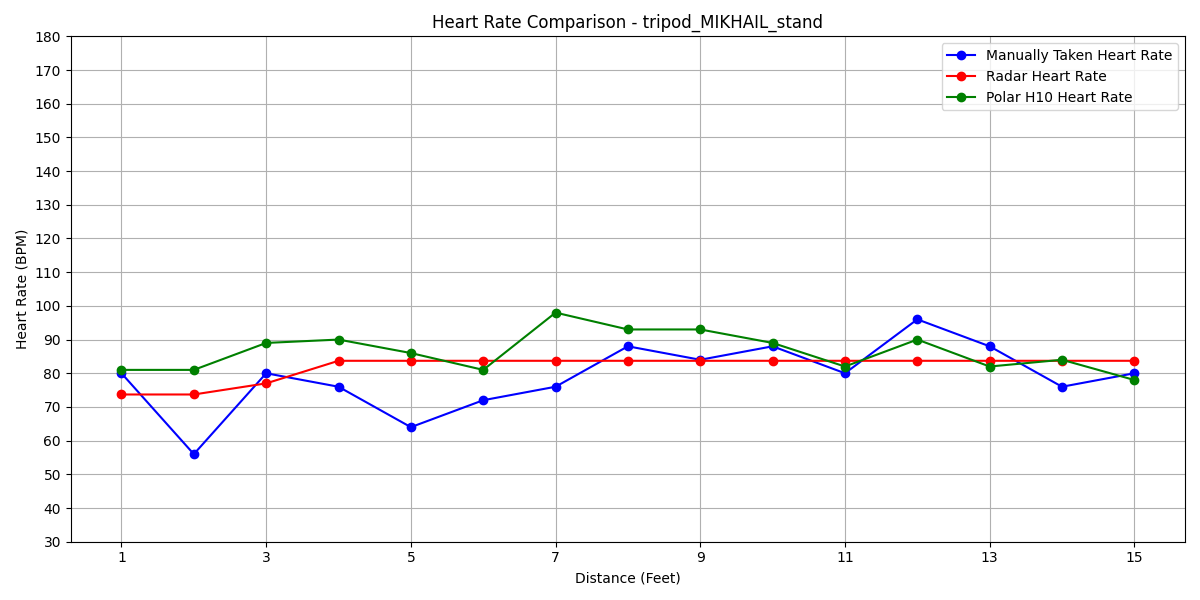 Heart Rate Comparison - tripod_MIKHAIL_stand
Manually Taken Heart Rate
Radar Heart Rate
Polar H10 Heart Rate
Heart Rate (BPM)
180
170
160
150
140
130
120
110
100
90
80
70
60
50
40
30
1 3 5 7 9 11 13 15
Distance (Feet)